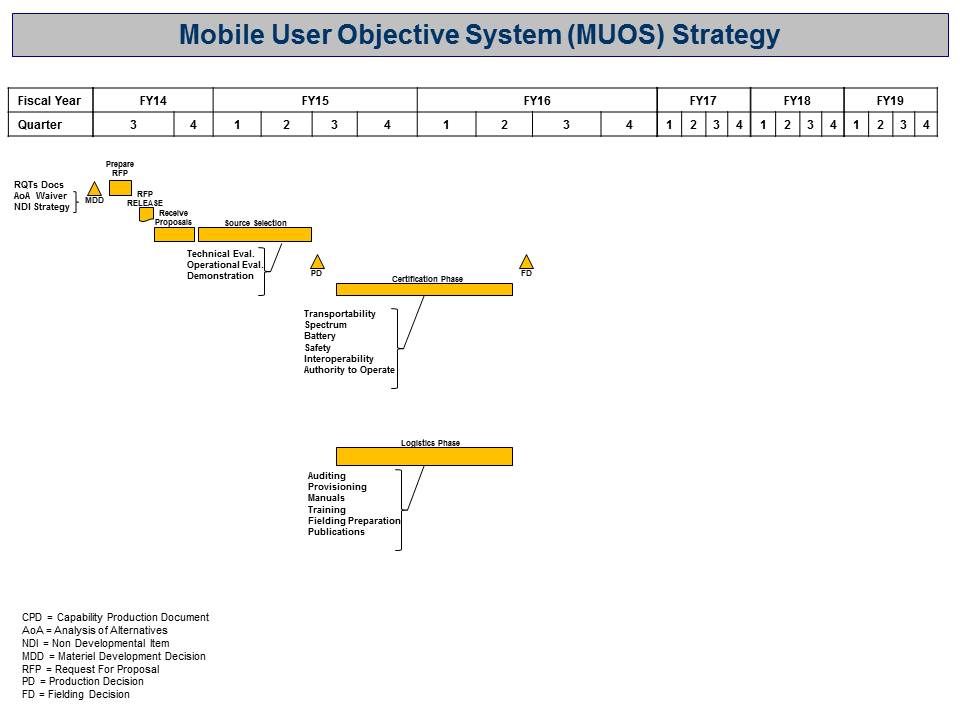 Mobile User Objective System (MUOS) Strategy
Fiscal Year FY14 FY15 FY16 FY17 FY18 FY19
Quarter 3 4 1 2 3 4 1 2 3 4 1 2 3 4 1 2 3 4 1 2 3 4
Prepare
RFP
RQTs Docs
AoA Waiver
NDI Strategy
MDD
RFP
RELEASE
Receive
Proposals
Source Selection
Technical Eval.
Operational Eval.
Demonstration
PD
FD
Certification Phase
Transportability
Spectrum
Battery
Safety
Interoperability
Authority to Operate
Logistics Phase
Auditing
Provisioning
Manuals
Training
Fielding Preparation
Publications
CPD = Capability Production Document
AoA = Analysis of Alternatives
NDI = Non Developmental Item
MDD = Materiel Development Decision
RFP = Request For Proposal
PD = Production Decision
FD = Fielding Decision